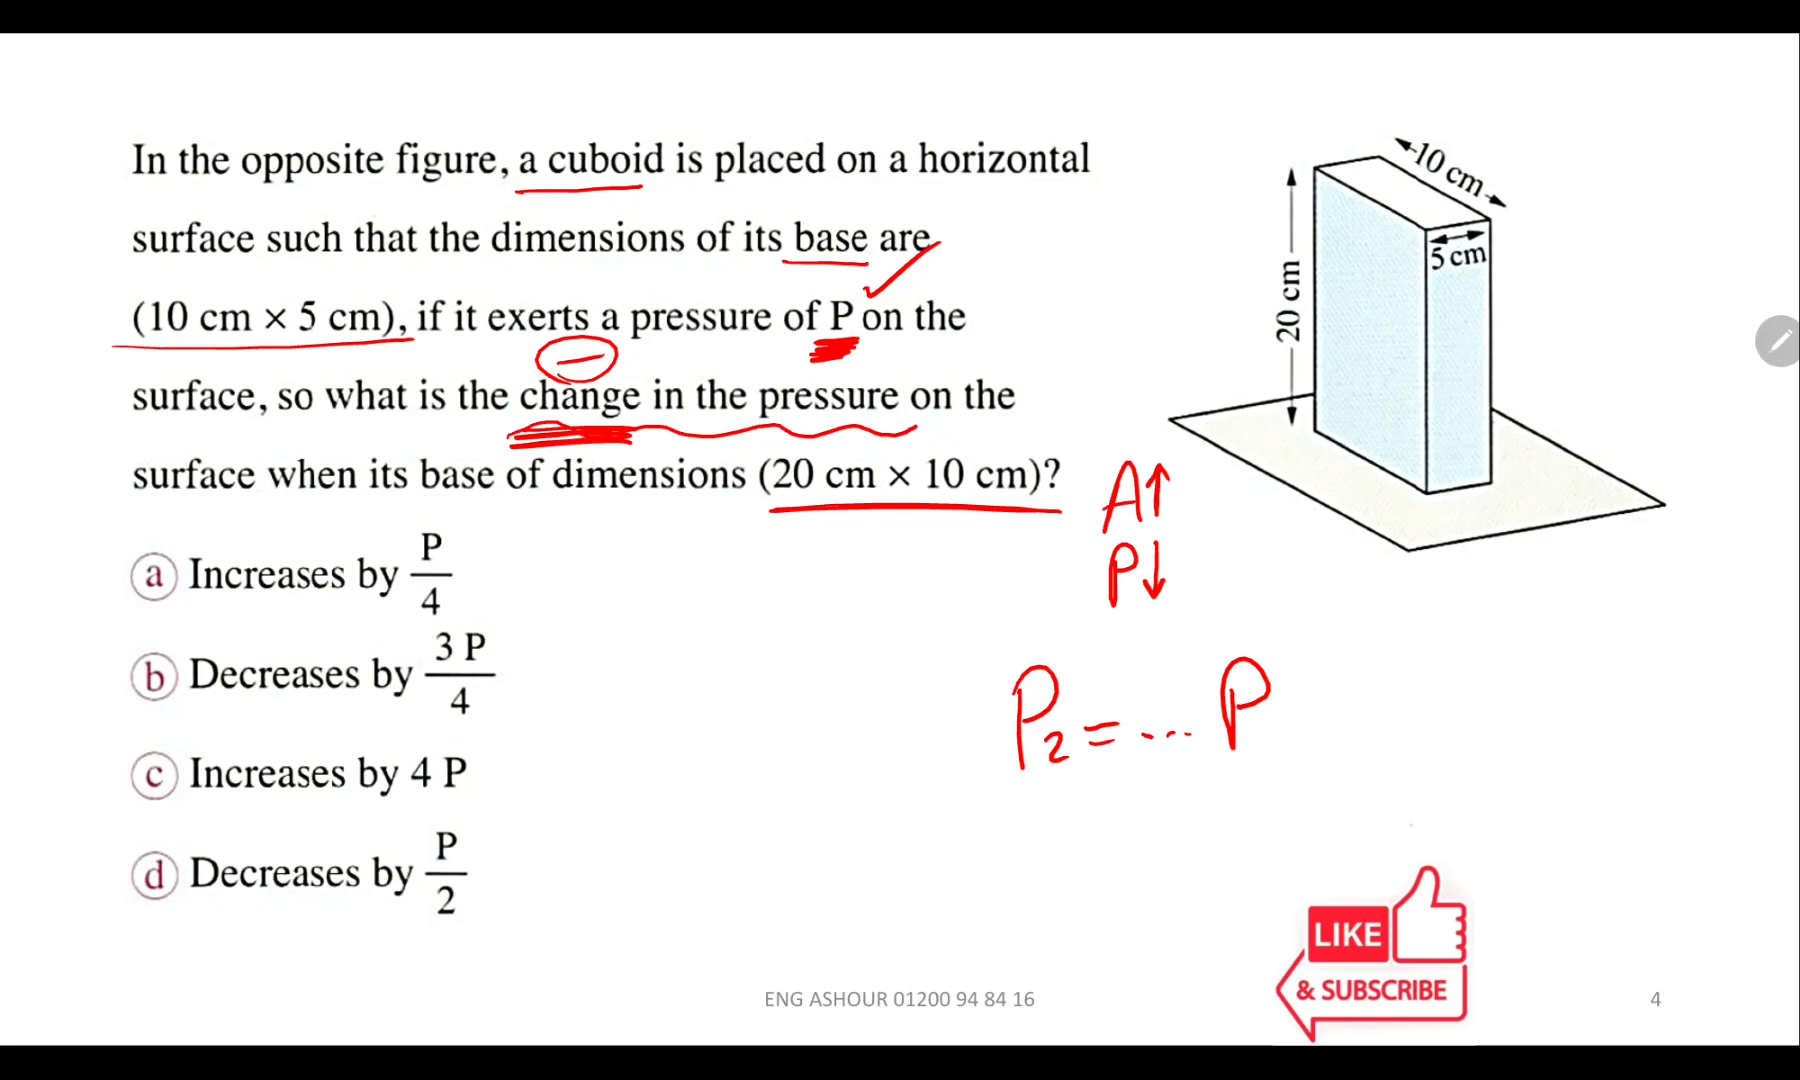 In the opposite figure, a cuboid is placed on a horizontal
surface such that the dimensions of its base are
(10 cm × 5 cm), if it exerts a pressure of P on the
surface, so what is the change in the pressure on the
surface when its base of dimensions (20 cm × 10 cm)?
a Increases by P/4
b Decreases by 3 P/4
c Increases by 4 P
d Decreases by P/2
10 cm
5 cm
20 cm
A↑
P↓
P₂ = ... P
LIKE
& SUBSCRIBE
ENG ASHOUR 01200 94 84 16
4